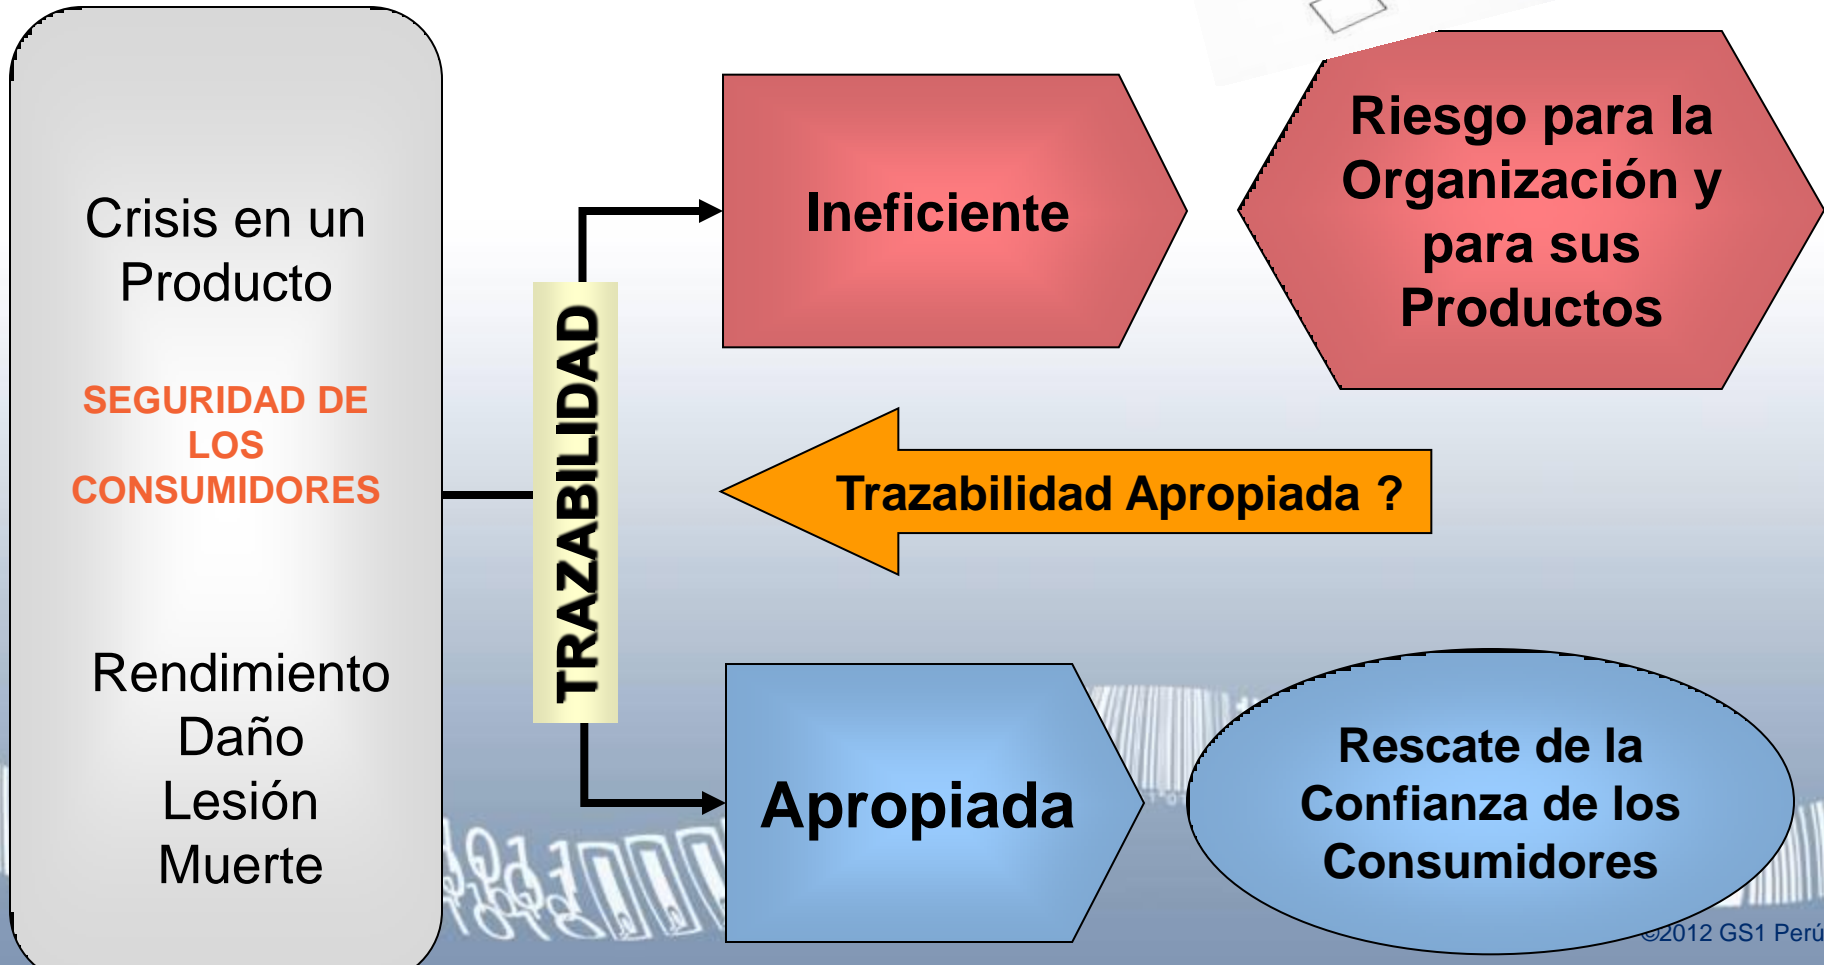 Crisis en un
Producto
SEGURIDAD DE
LOS
CONSUMIDORES
Rendimiento
Daño
Lesión
Muerte
TRAZABILIDAD
Ineficiente
Riesgo para la
Organización y
para sus
Productos
Trazabilidad Apropiada ?
Apropiada
Rescate de la
Confianza de los
Consumidores
©2012 GS1 Perú